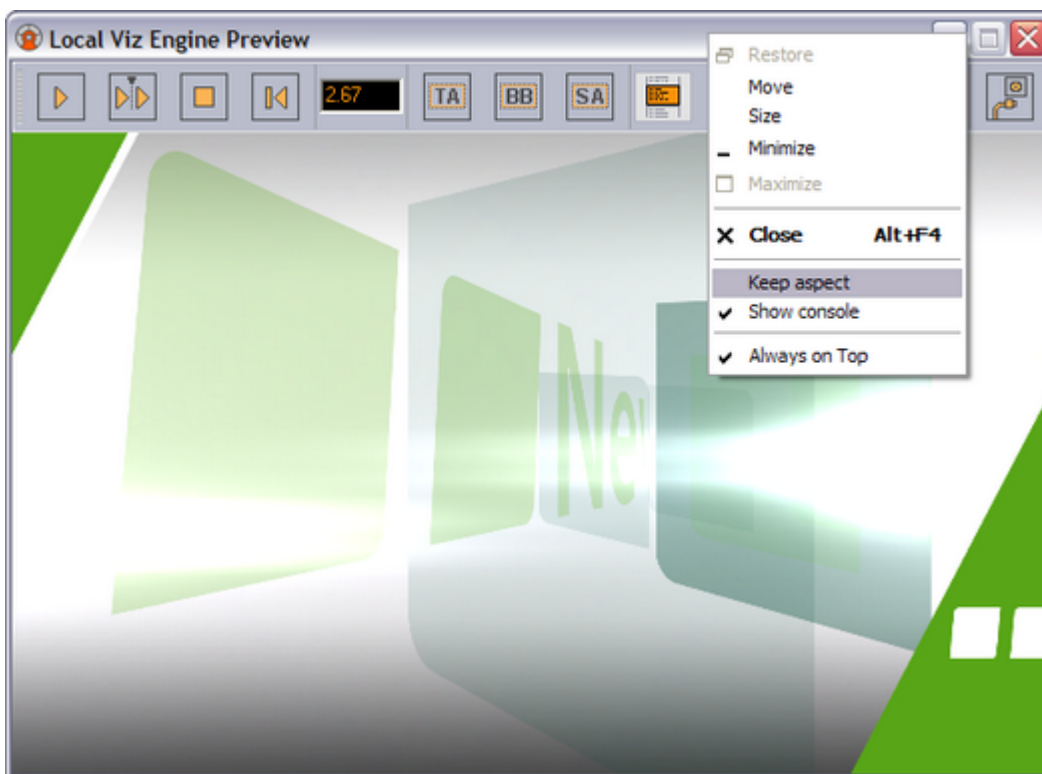 Local Viz Engine Preview
2.67 TA BB SA
Restore
Move
Size
Minimize
Maximize
Close Alt+F4
Keep aspect
Show console
Always on Top
Ne